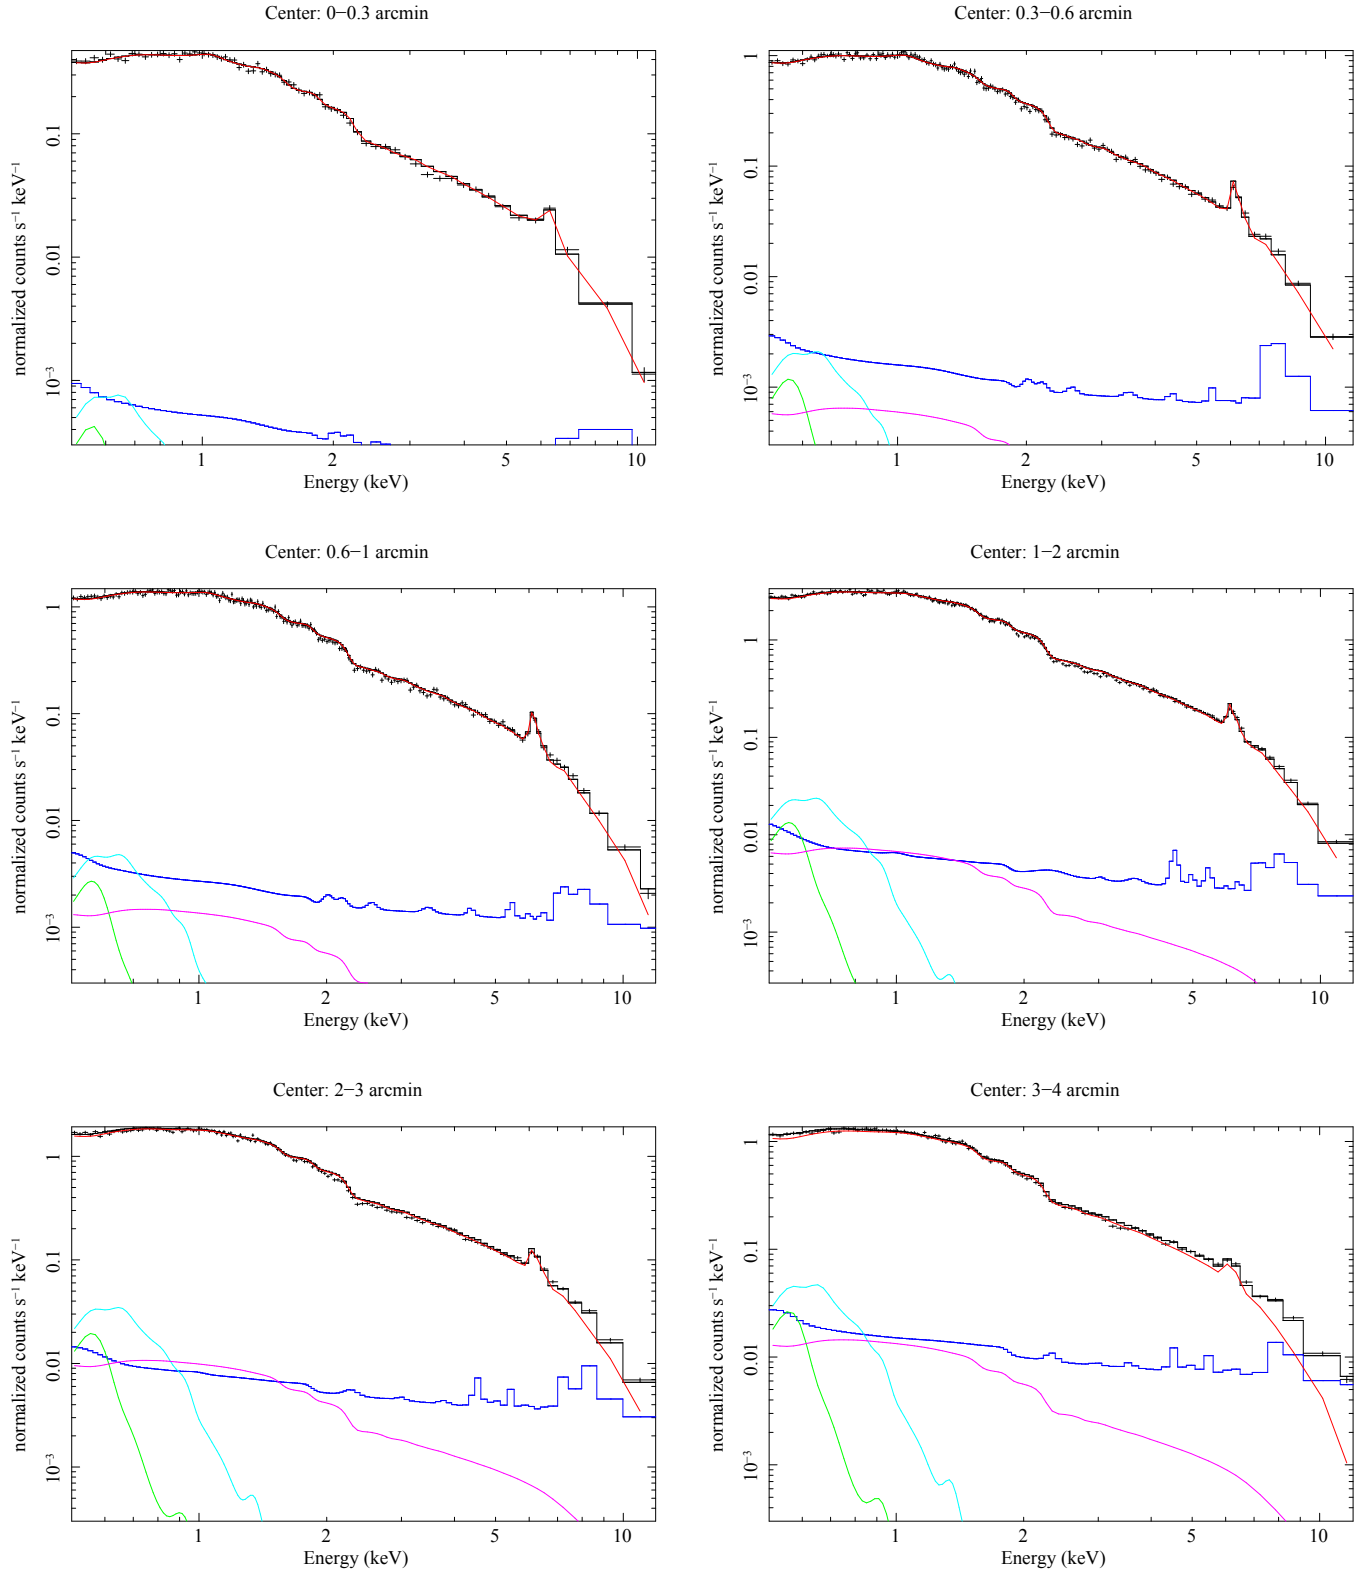 Center: 0−0.3 arcmin
normalized counts s⁻¹ keV⁻¹
0.1
0.01
10⁻³
1 2 5 10
Energy (keV)
Center: 0.3−0.6 arcmin
normalized counts s⁻¹ keV⁻¹
1
0.1
0.01
10⁻³
1 2 5 10
Energy (keV)
Center: 0.6−1 arcmin
normalized counts s⁻¹ keV⁻¹
1
0.1
0.01
10⁻³
1 2 5 10
Energy (keV)
Center: 1−2 arcmin
normalized counts s⁻¹ keV⁻¹
1
0.1
0.01
10⁻³
1 2 5 10
Energy (keV)
Center: 2−3 arcmin
normalized counts s⁻¹ keV⁻¹
1
0.1
0.01
10⁻³
1 2 5 10
Energy (keV)
Center: 3−4 arcmin
normalized counts s⁻¹ keV⁻¹
1
0.1
0.01
10⁻³
1 2 5 10
Energy (keV)